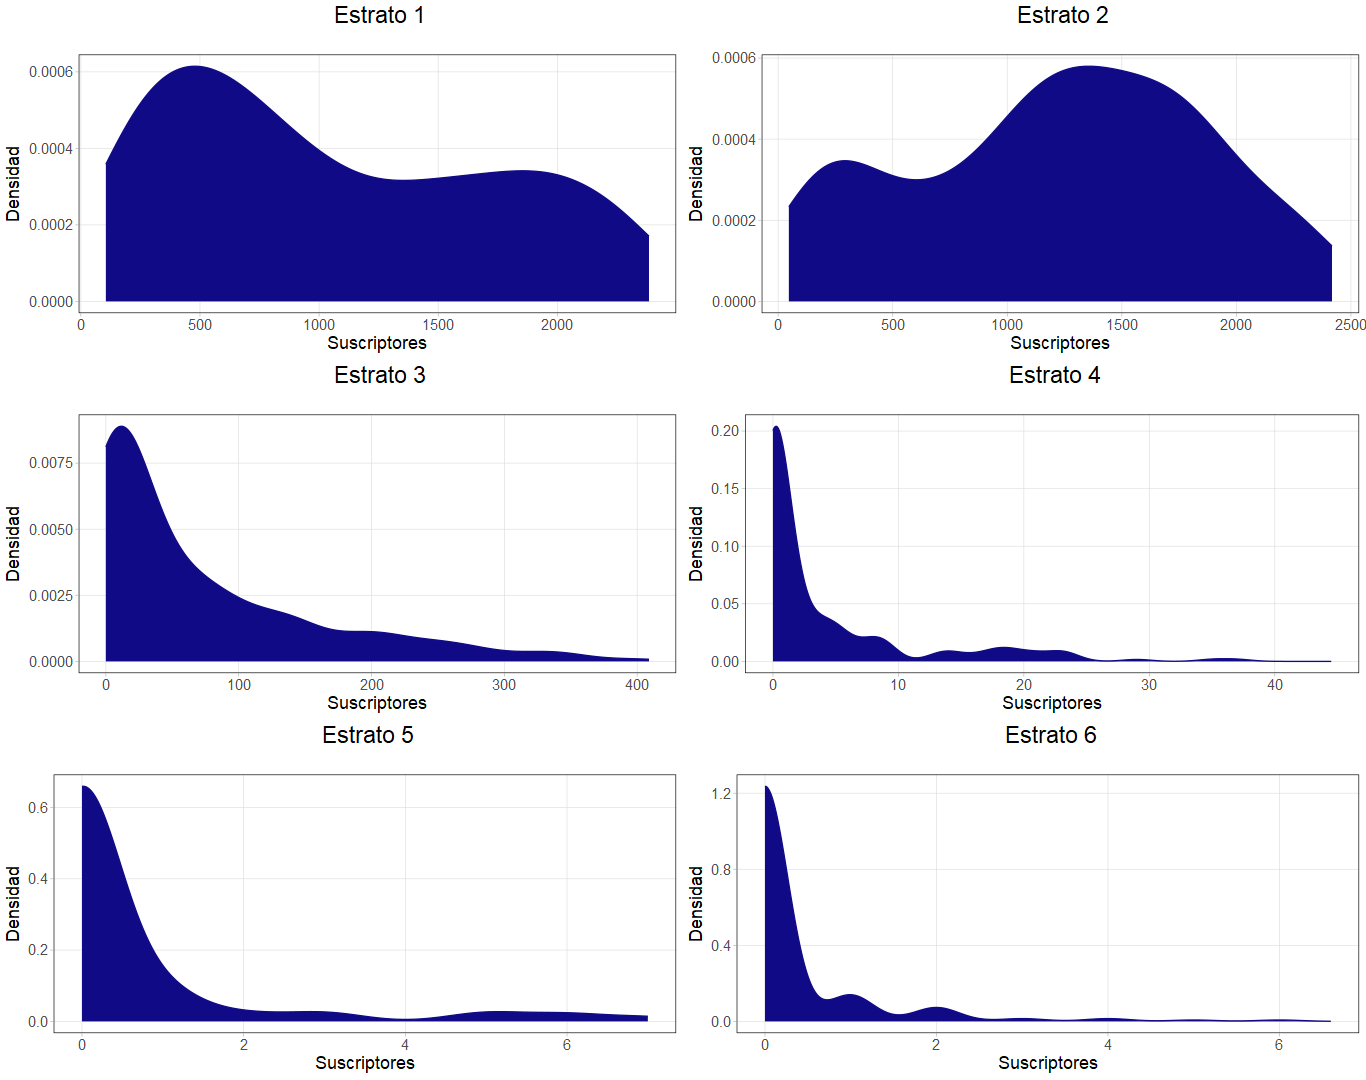 Estrato 1
Densidad
0.0006
0.0004
0.0002
0.0000
0 500 1000 1500 2000
Suscriptores
Estrato 2
Densidad
0.0006
0.0004
0.0002
0.0000
0 500 1000 1500 2000 2500
Suscriptores
Estrato 3
Densidad
0.0075
0.0050
0.0025
0.0000
0 100 200 300 400
Suscriptores
Estrato 4
Densidad
0.20
0.15
0.10
0.05
0.00
0 10 20 30 40
Suscriptores
Estrato 5
Densidad
0.6
0.4
0.2
0.0
0 2 4 6
Suscriptores
Estrato 6
Densidad
1.2
0.8
0.4
0.0
0 2 4 6
Suscriptores